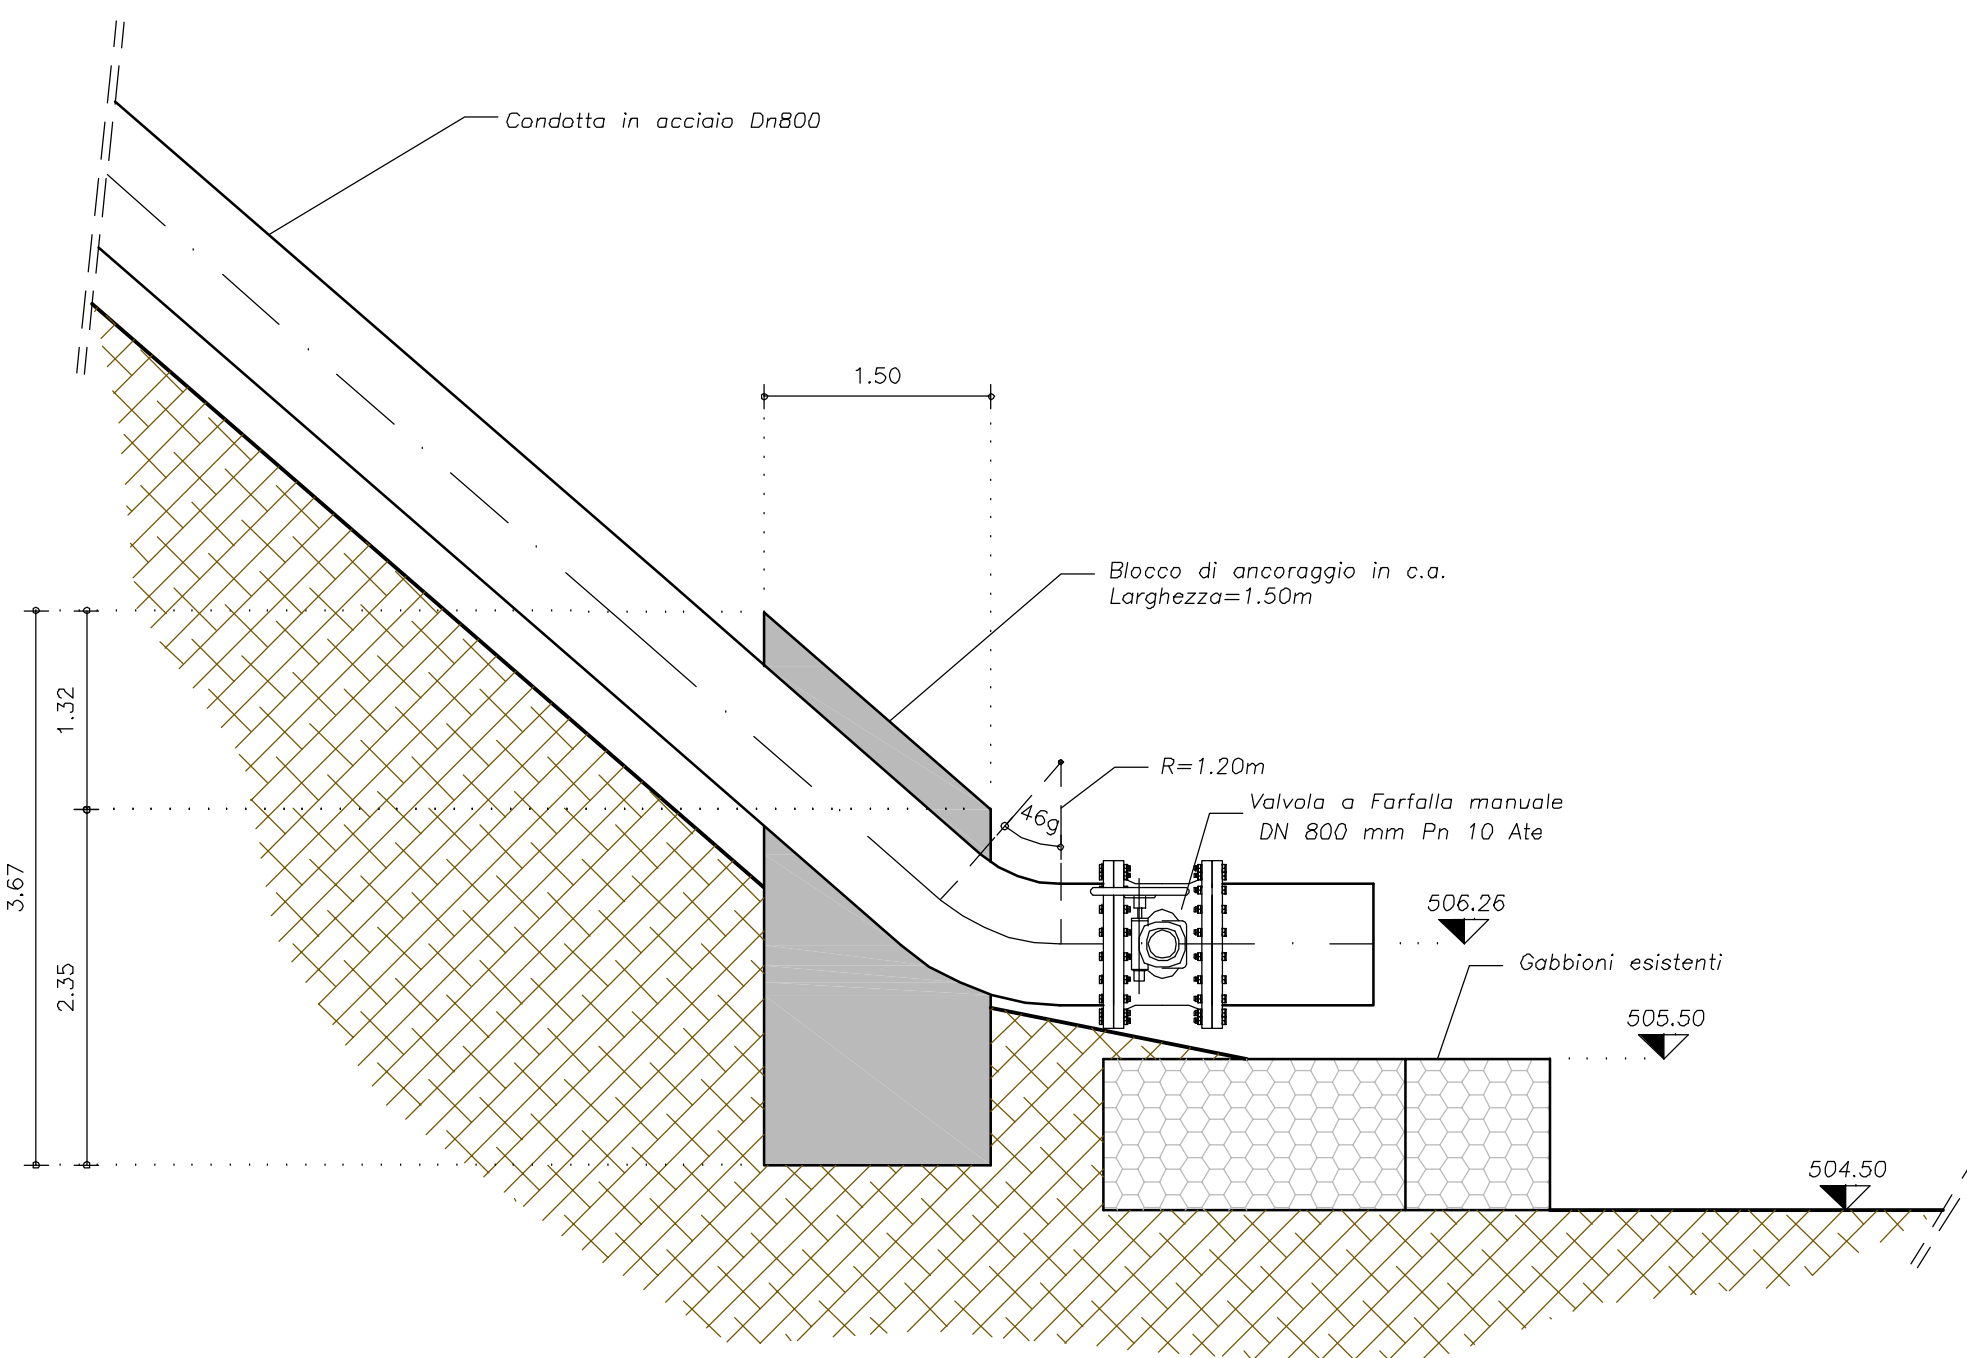 Condotta in acciaio Dn800
1.50
Blocco di ancoraggio in c.a.
Larghezza=1.50m
1.32
R=1.20m
46g
Valvola a Farfalla manuale
DN 800 mm Pn 10 Ate
3.67
506.26
2.35
Gabbioni esistenti
505.50
504.50